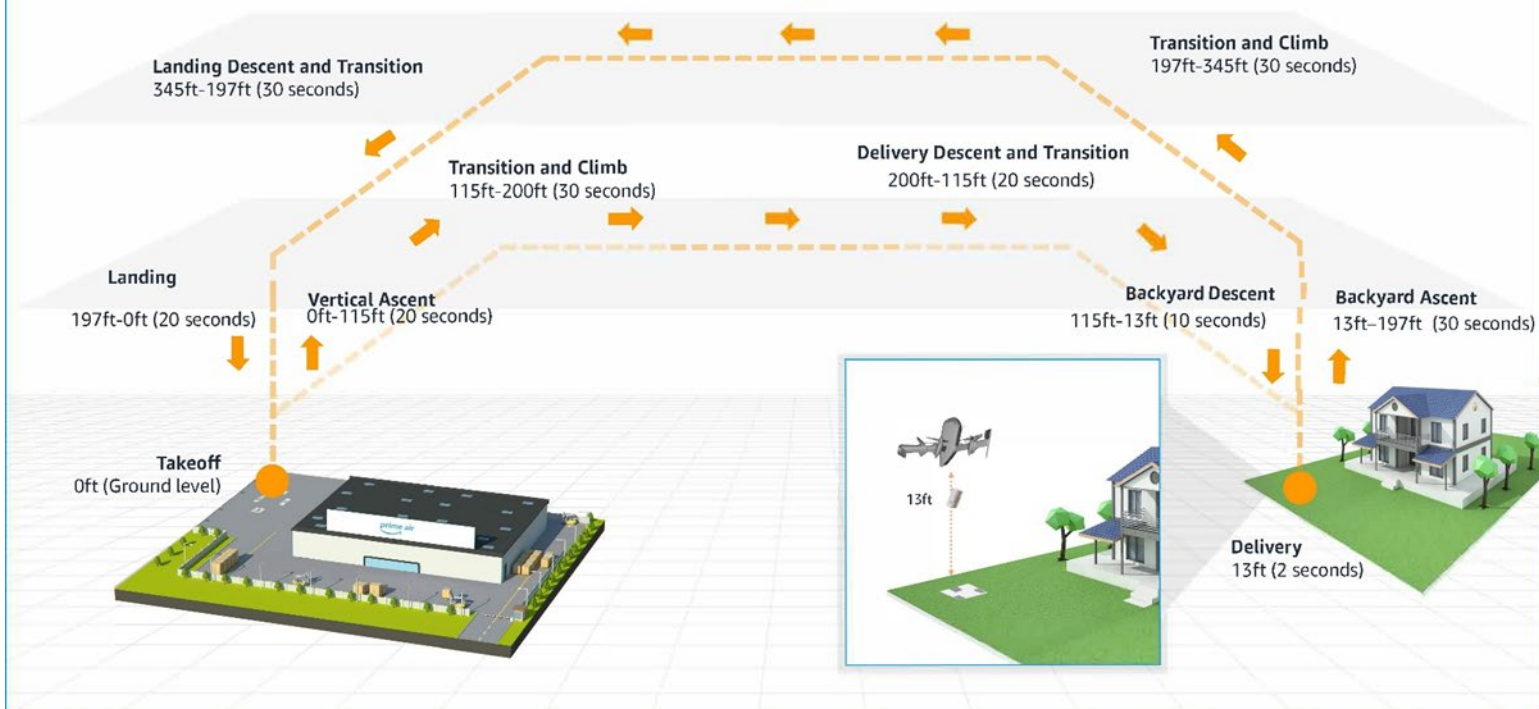 Landing Descent and Transition
345ft-197ft (30 seconds)
Transition and Climb
197ft-345ft (30 seconds)
Transition and Climb
115ft-200ft (30 seconds)
Delivery Descent and Transition
200ft-115ft (20 seconds)
Landing
197ft-0ft (20 seconds)
Vertical Ascent
0ft-115ft (20 seconds)
Backyard Descent
115ft-13ft (10 seconds)
Backyard Ascent
13ft–197ft (30 seconds)
Takeoff
0ft (Ground level)
prime air
13ft
Delivery
13ft (2 seconds)